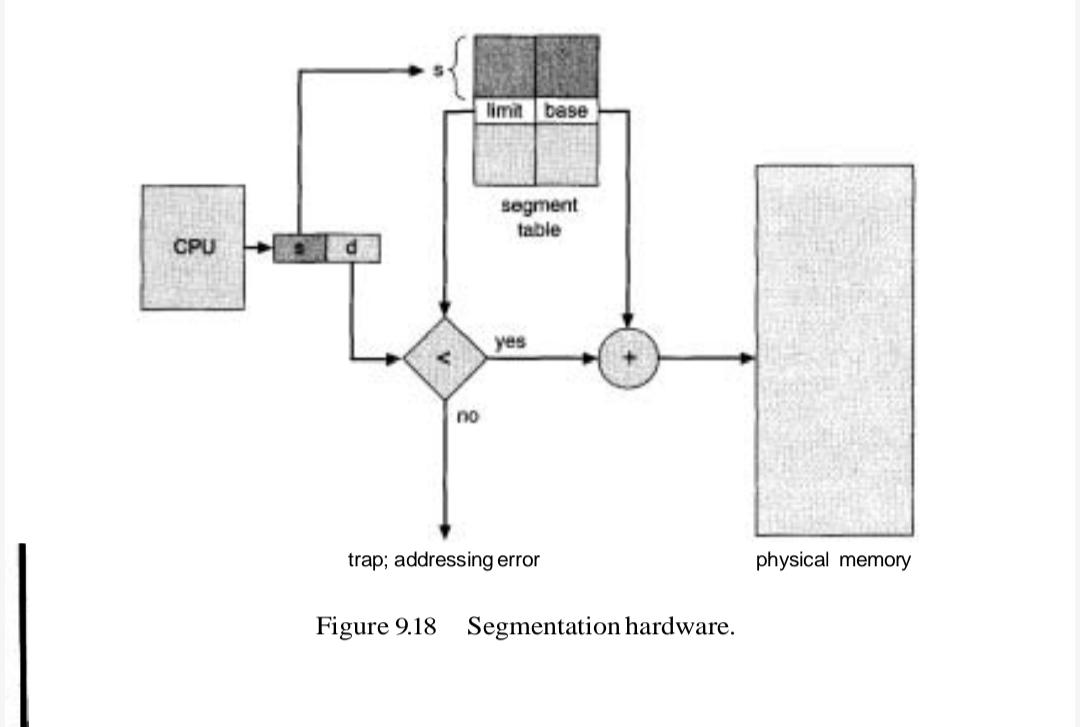 s
limit base
segment
table
CPU
s d
<
yes
+
no
trap; addressing error
physical memory
Figure 9.18 Segmentation hardware.